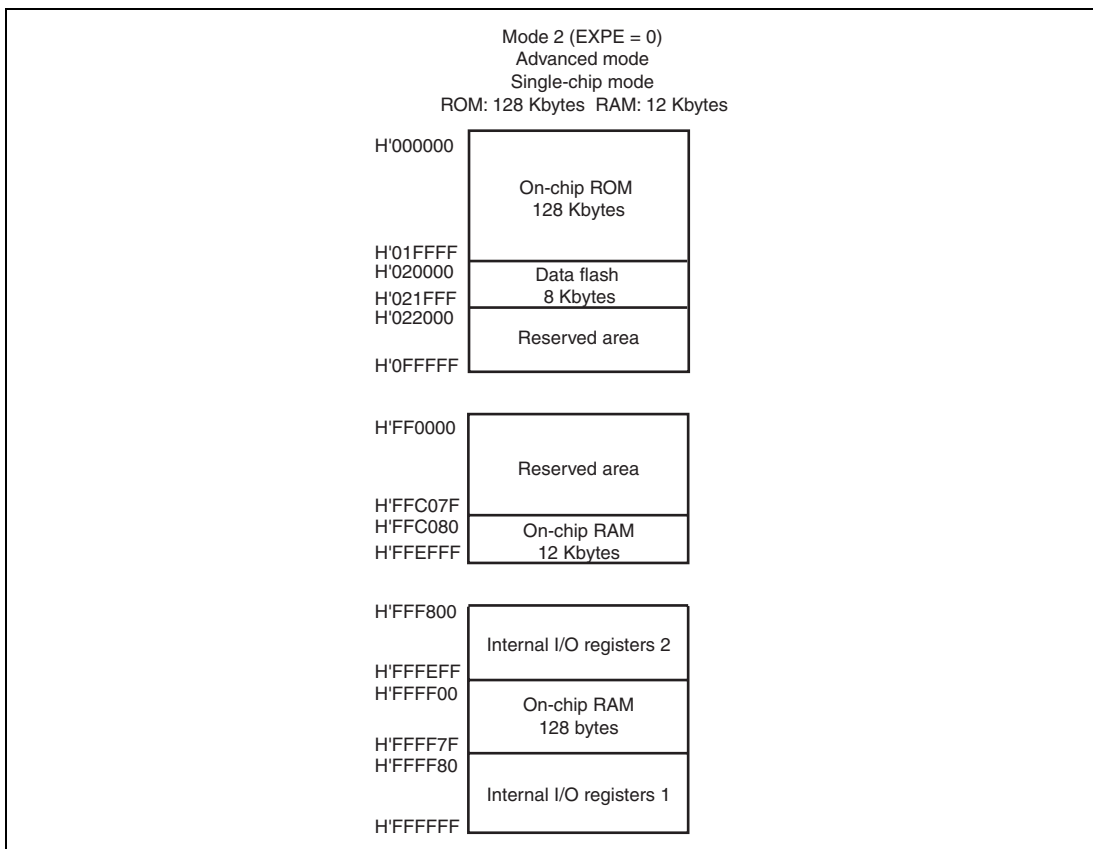 Mode 2 (EXPE = 0)
Advanced mode
Single-chip mode
ROM: 128 Kbytes RAM: 12 Kbytes
H'000000
On-chip ROM
128 Kbytes
H'01FFFF
H'020000
Data flash
8 Kbytes
H'021FFF
H'022000
Reserved area
H'0FFFFF
H'FF0000
Reserved area
H'FFC07F
H'FFC080
On-chip RAM
12 Kbytes
H'FFEFFF
H'FFF800
Internal I/O registers 2
H'FFFEFF
H'FFFF00
On-chip RAM
128 bytes
H'FFFF7F
H'FFFF80
Internal I/O registers 1
H'FFFFFF